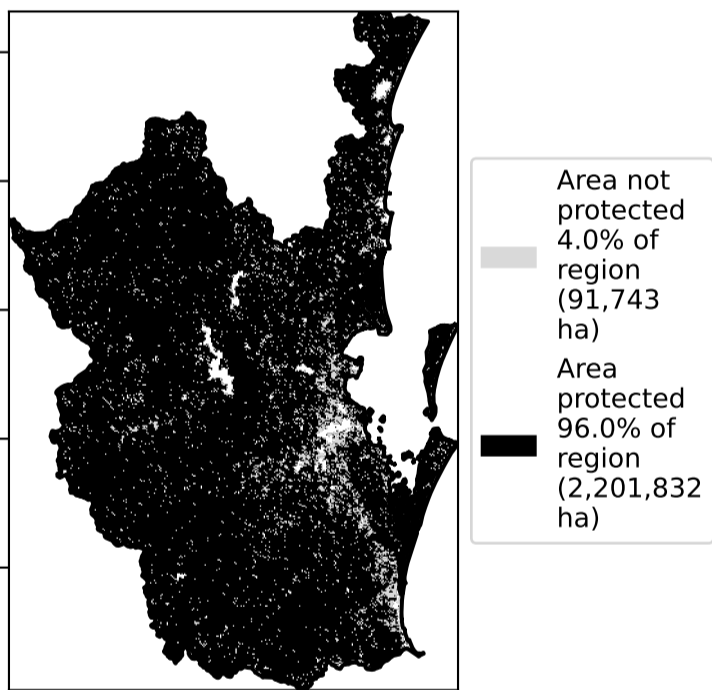 Area not
protected
4.0% of
region
(91,743
ha)
Area
protected
96.0% of
region
(2,201,832
ha)